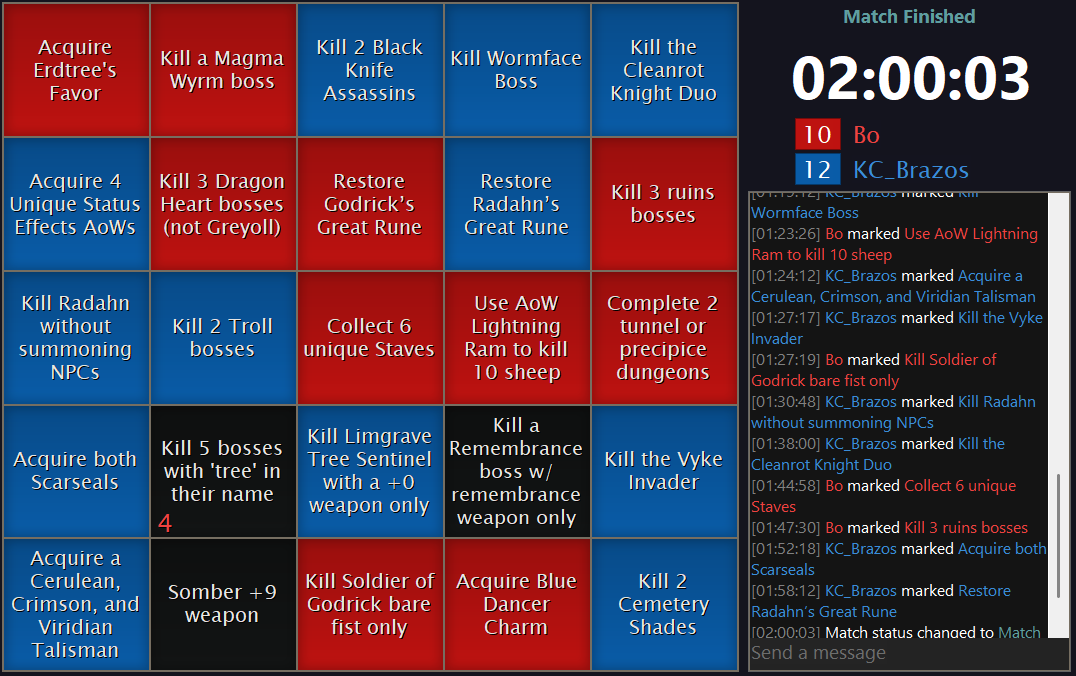 Acquire
Erdtree's
Favor
Kill a Magma
Wyrm boss
Kill 2 Black
Knife
Assassins
Kill Wormface
Boss
Kill the
Cleanrot
Knight Duo
Acquire 4
Unique Status
Effects AoWs
Kill 3 Dragon
Heart bosses
(not Greyoll)
Restore
Godrick’s
Great Rune
Restore
Radahn’s
Great Rune
Kill 3 ruins
bosses
Kill Radahn
without
summoning
NPCs
Kill 2 Troll
bosses
Collect 6
unique Staves
Use AoW
Lightning
Ram to kill
10 sheep
Complete 2
tunnel or
precipice
dungeons
Acquire both
Scarseals
Kill 5 bosses
with 'tree' in
their name
4
Kill Limgrave
Tree Sentinel
with a +0
weapon only
Kill a
Remembrance
boss w/
remembrance
weapon only
Kill the Vyke
Invader
Acquire a
Cerulean,
Crimson, and
Viridian
Talisman
Somber +9
weapon
Kill Soldier of
Godrick bare
fist only
Acquire Blue
Dancer
Charm
Kill 2
Cemetery
Shades
Match Finished
02:00:03
10 Bo
12 KC_Brazos
[01:15:12] KC_Brazos marked Kill
Wormface Boss
[01:23:26] Bo marked Use AoW Lightning
Ram to kill 10 sheep
[01:24:12] KC_Brazos marked Acquire a
Cerulean, Crimson, and Viridian Talisman
[01:27:17] KC_Brazos marked Kill the Vyke
Invader
[01:27:19] Bo marked Kill Soldier of
Godrick bare fist only
[01:30:48] KC_Brazos marked Kill Radahn
without summoning NPCs
[01:38:00] KC_Brazos marked Kill the
Cleanrot Knight Duo
[01:44:58] Bo marked Collect 6 unique
Staves
[01:47:30] Bo marked Kill 3 ruins bosses
[01:52:18] KC_Brazos marked Acquire both
Scarseals
[01:58:12] KC_Brazos marked Restore
Radahn’s Great Rune
[02:00:03] Match status changed to Match
Send a message